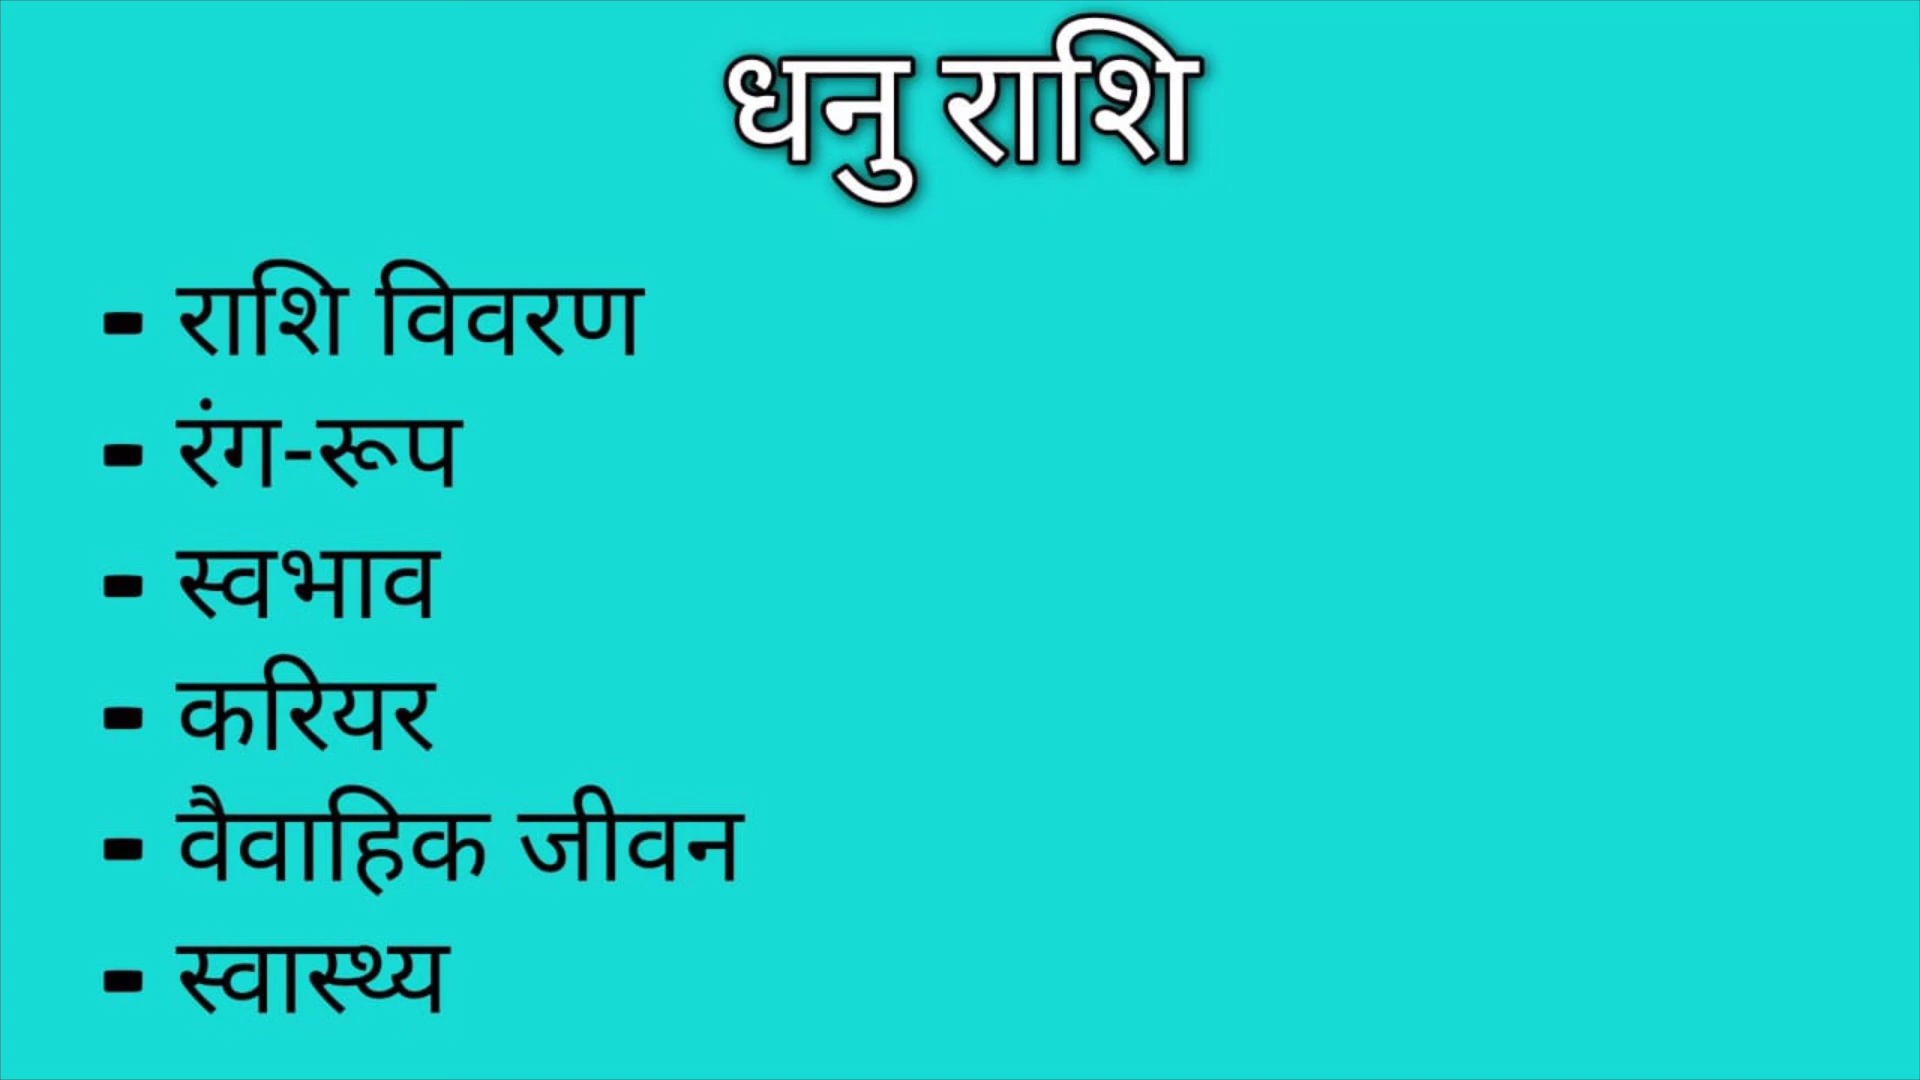 धनु राशि
- राशि विवरण
- रंग-रूप
- स्वभाव
- करियर
- वैवाहिक जीवन
- स्वास्थ्य